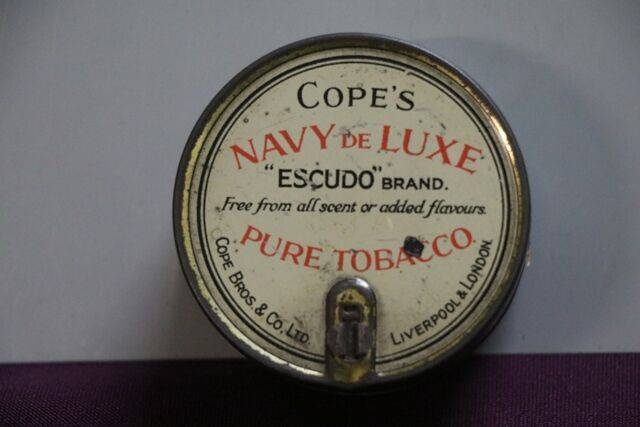 COPE'S
NAVY DE LUXE
"ESCUDO" BRAND.
Free from all scent or added flavours.
PURE TOBACCO.
COPE BROS. & CO. LTD.
LIVERPOOL & LONDON.